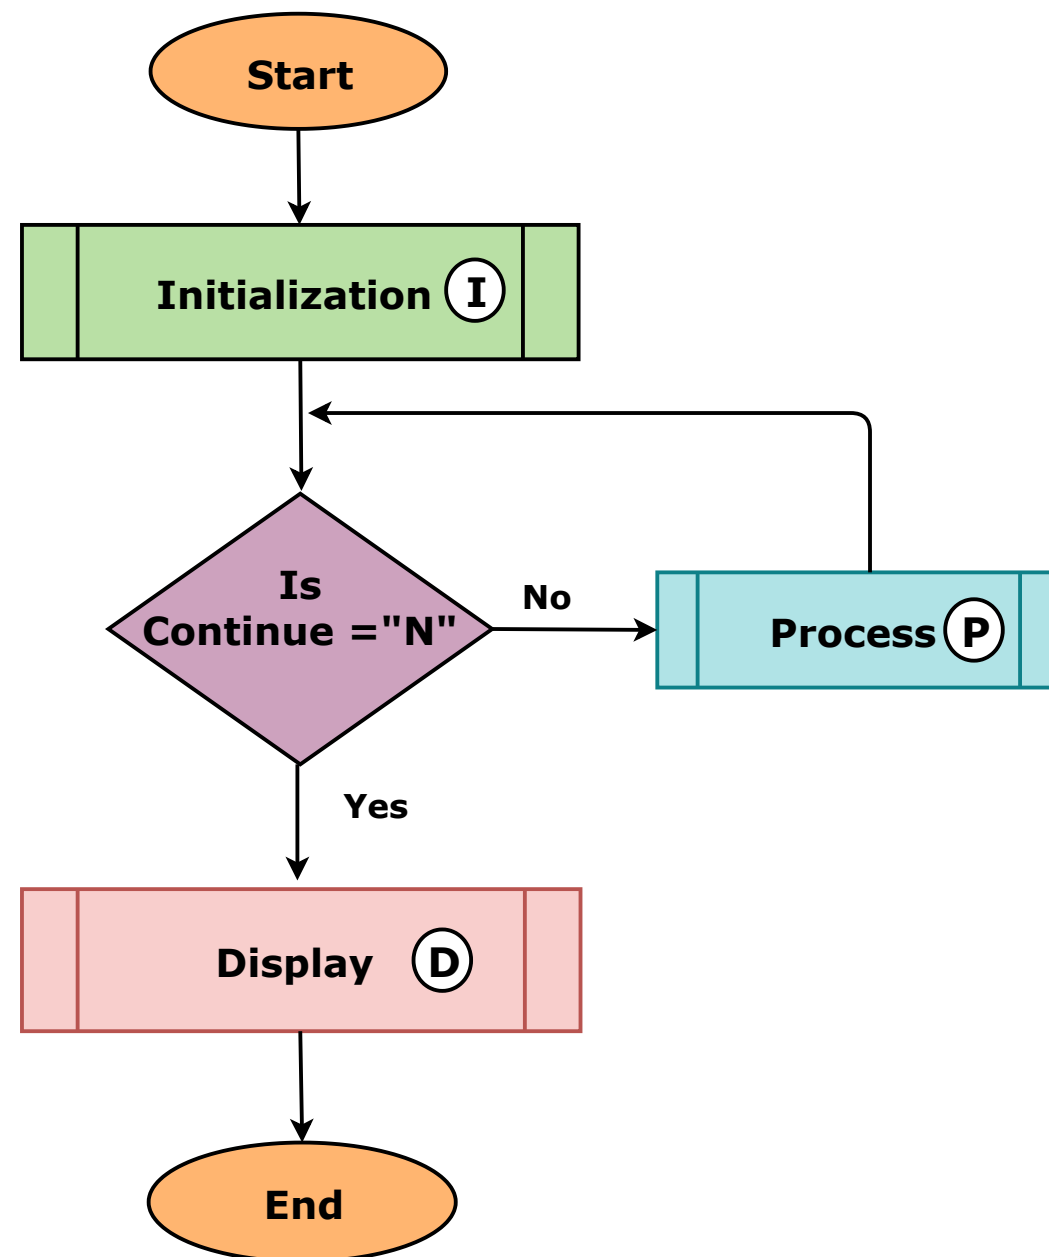 Start
Initialization I
Is
Continue ="N"
No
Process P
Yes
Display D
End